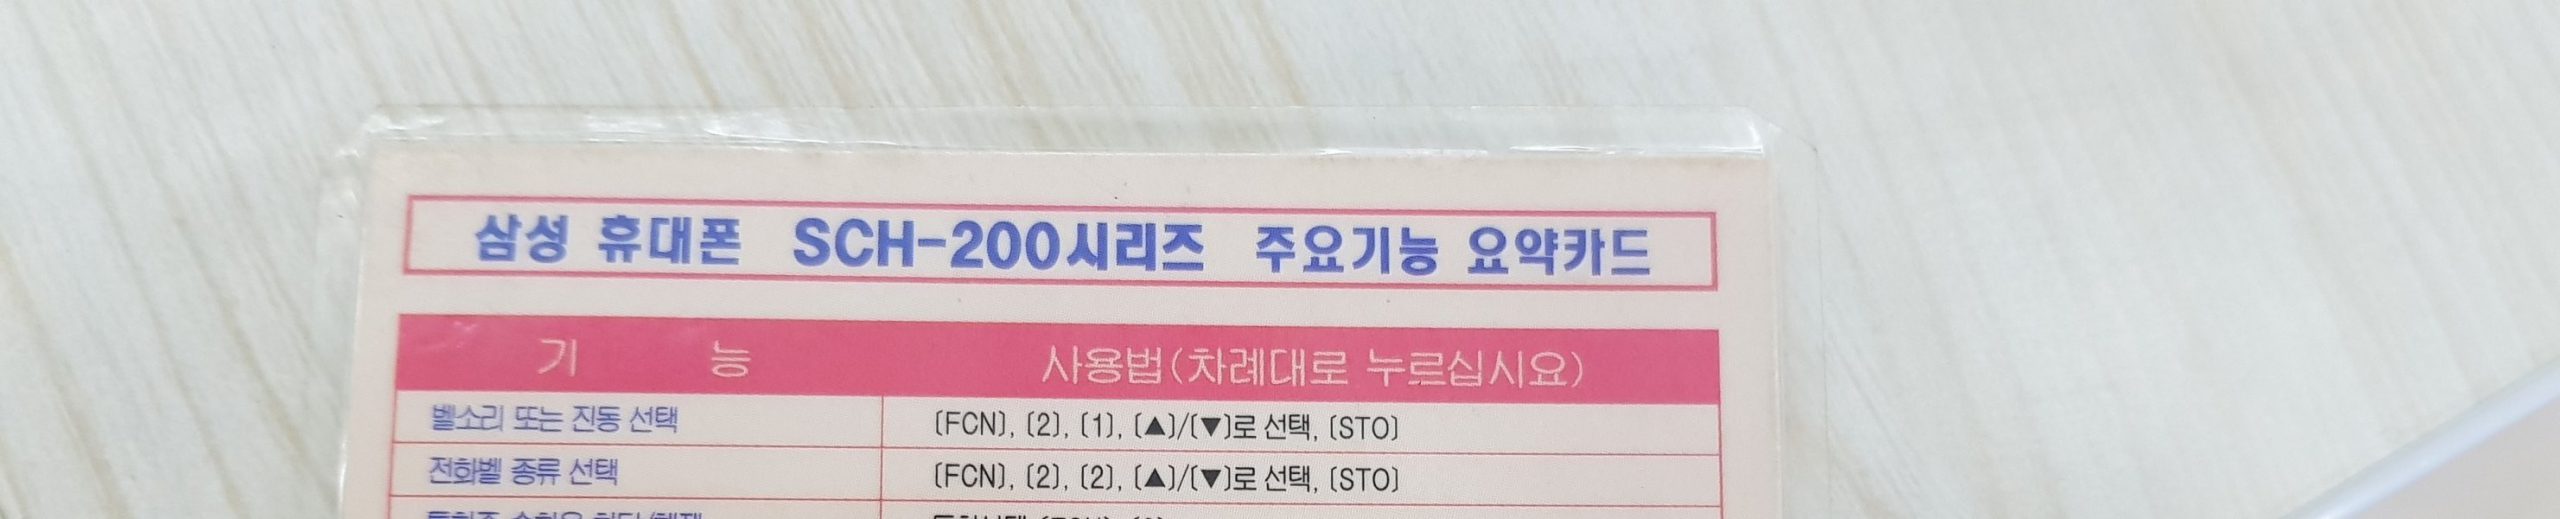 삼성 휴대폰 SCH-200시리즈 주요기능 요약카드
기 능 사용법(차례대로 누르십시요)
벨소리 또는 진동 선택 (FCN), (2), (1), (▲)/(▼)로 선택, (STO)
전화벨 종류 선택 (FCN), (2), (2), (▲)/(▼)로 선택, (STO)